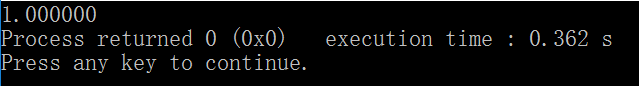 1.000000
Process returned 0 (0x0)   execution time : 0.362 s
Press any key to continue.